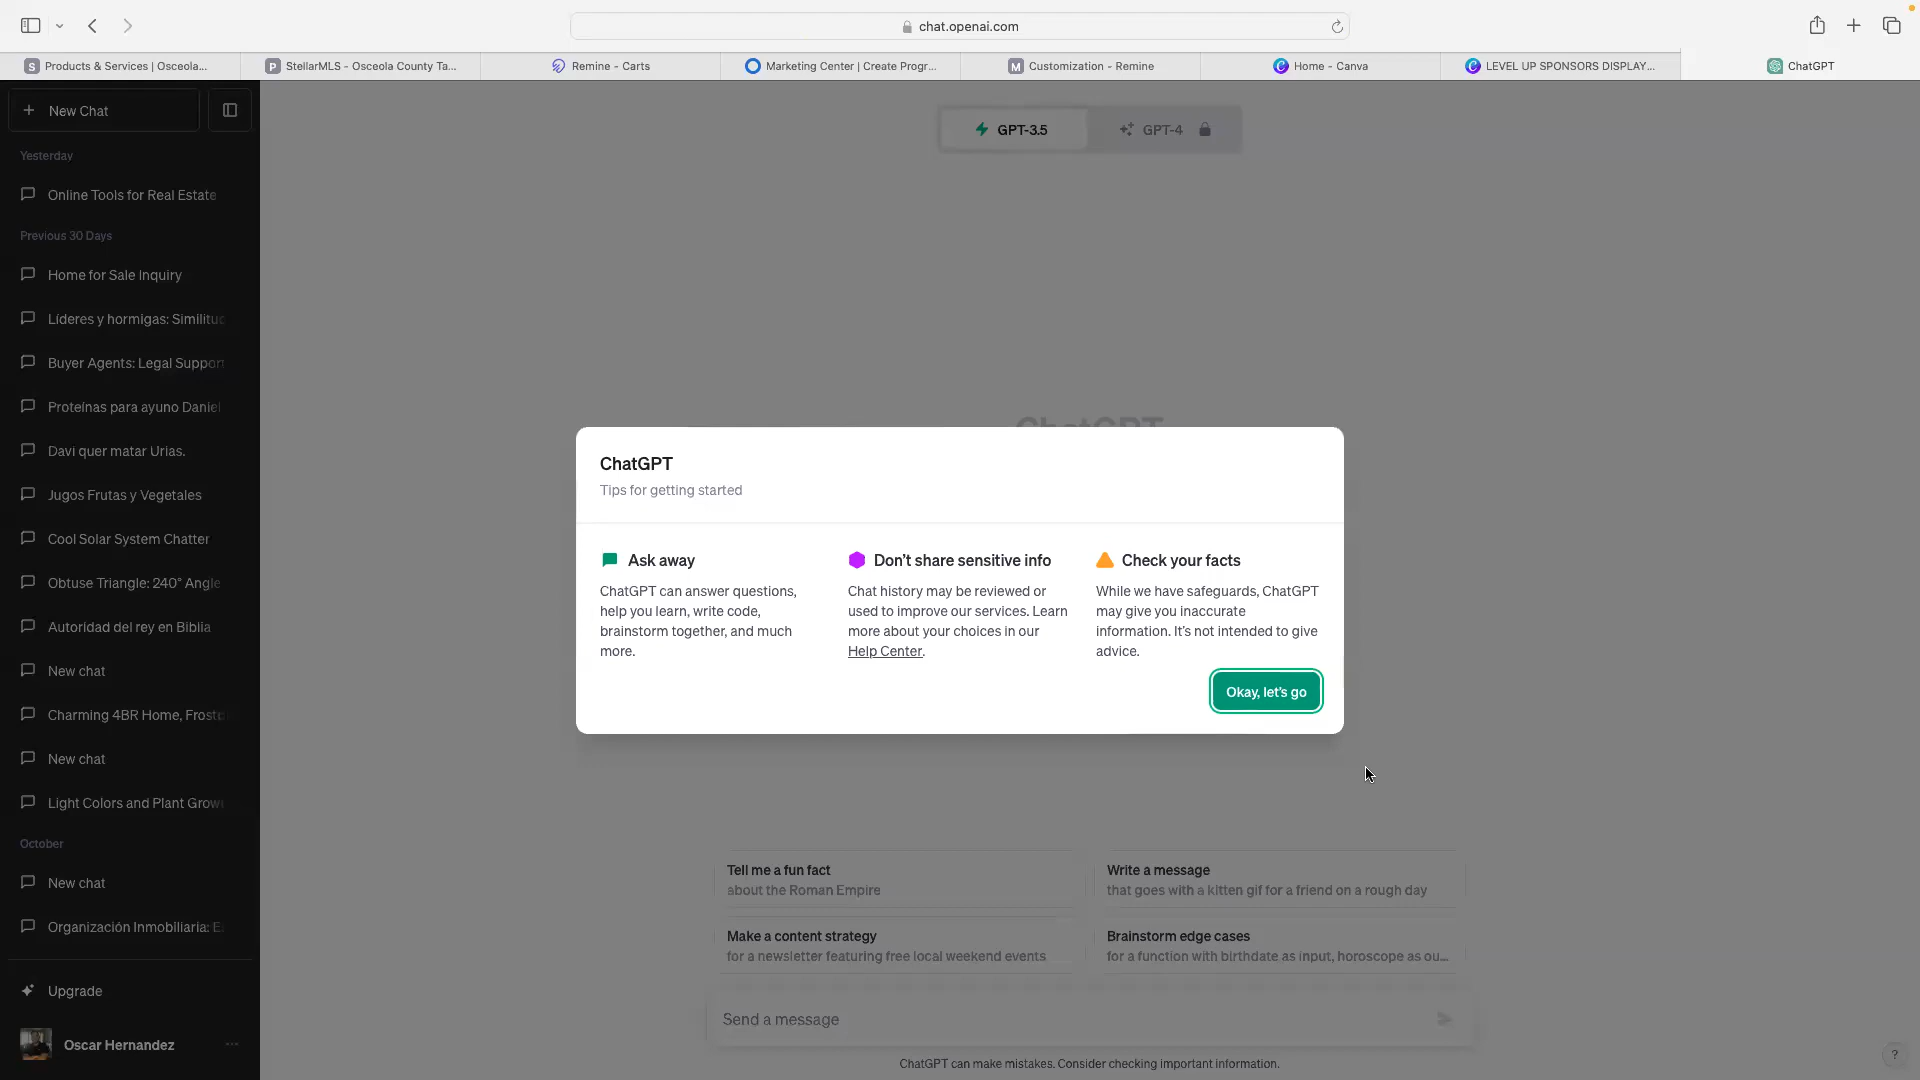 chat.openai.com
S Products & Services | Osceola...
P StellarMLS - Osceola County Ta...
Remine - Carts
Marketing Center | Create Progr...
M Customization - Remine
C Home - Canva
C LEVEL UP SPONSORS DISPLAY...
ChatGPT
New Chat
Yesterday
Online Tools for Real Estate
Previous 30 Days
Home for Sale Inquiry
Líderes y hormigas: Similitud
Buyer Agents: Legal Support
Proteínas para ayuno Daniel
Davi quer matar Urias.
Jugos Frutas y Vegetales
Cool Solar System Chatter
Obtuse Triangle: 240° Angle
Autoridad del rey en Biblia
New chat
Charming 4BR Home,
New chat
Light Colors and Plant
October
New chat
Organización Inmobiliaria:
Upgrade
Oscar Hernandez
GPT-3.5
GPT-4
ChatGPT
ChatGPT
Tips for getting started
Ask away
ChatGPT can answer questions,
help you learn, write code,
brainstorm together, and much
more.
Don't share sensitive info
Chat history may be reviewed or
used to improve our services. Learn
more about your choices in our
Help Center.
Check your facts
While we have safeguards, ChatGPT
may give you inaccurate
information. It's not intended to give
advice.
Okay, let's go
Tell me a fun fact
about the Roman Empire
Write a message
that goes with a kitten gif for a friend on a rough day
Make a content strategy
for a newsletter featuring free local weekend events
Brainstorm edge cases
for a function with birthdate as input, horoscope as ou...
Send a message
ChatGPT can make mistakes. Consider checking important information.
?